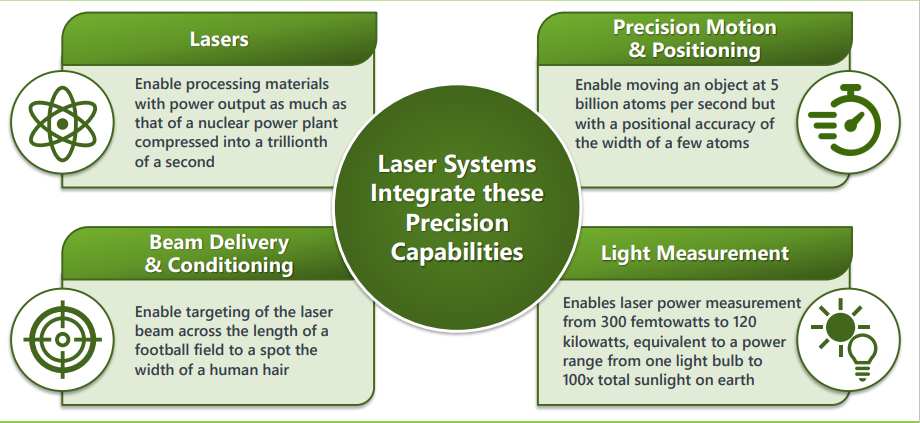 Lasers
Enable processing materials
with power output as much as
that of a nuclear power plant
compressed into a trillionth
of a second
Precision Motion
& Positioning
Enable moving an object at 5
billion atoms per second but
with a positional accuracy of
the width of a few atoms
Laser Systems
Integrate these
Precision
Capabilities
Beam Delivery
& Conditioning
Enable targeting of the laser
beam across the length of a
football field to a spot the
width of a human hair
Light Measurement
Enables laser power measurement
from 300 femtowatts to 120
kilowatts, equivalent to a power
range from one light bulb to
100x total sunlight on earth